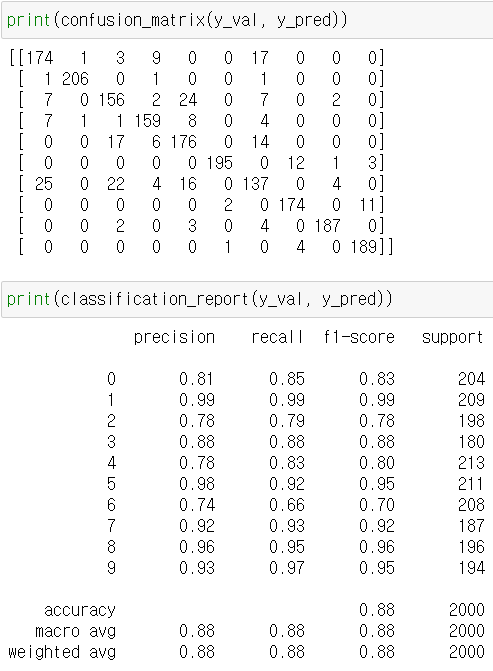 print(confusion_matrix(y_val, y_pred))
[[174 1 3 9 0 0 17 0 0 0]
[ 1 206 0 1 0 0 1 0 0 0]
[ 7 0 156 2 24 0 7 0 2 0]
[ 7 1 1 159 8 0 4 0 0 0]
[ 0 0 17 6 176 0 14 0 0 0]
[ 0 0 0 0 0 195 0 12 1 3]
[ 25 0 22 4 16 0 137 0 4 0]
[ 0 0 0 0 0 2 0 174 0 11]
[ 0 0 2 0 3 0 4 0 187 0]
[ 0 0 0 0 0 1 0 4 0 189]]
print(classification_report(y_val, y_pred))
precision recall f1-score support
0 0.81 0.85 0.83 204
1 0.99 0.99 0.99 209
2 0.78 0.79 0.78 198
3 0.88 0.88 0.88 180
4 0.78 0.83 0.80 213
5 0.98 0.92 0.95 211
6 0.74 0.66 0.70 208
7 0.92 0.93 0.92 187
8 0.96 0.95 0.96 196
9 0.93 0.97 0.95 194
accuracy 0.88 2000
macro avg 0.88 0.88 0.88 2000
weighted avg 0.88 0.88 0.88 2000